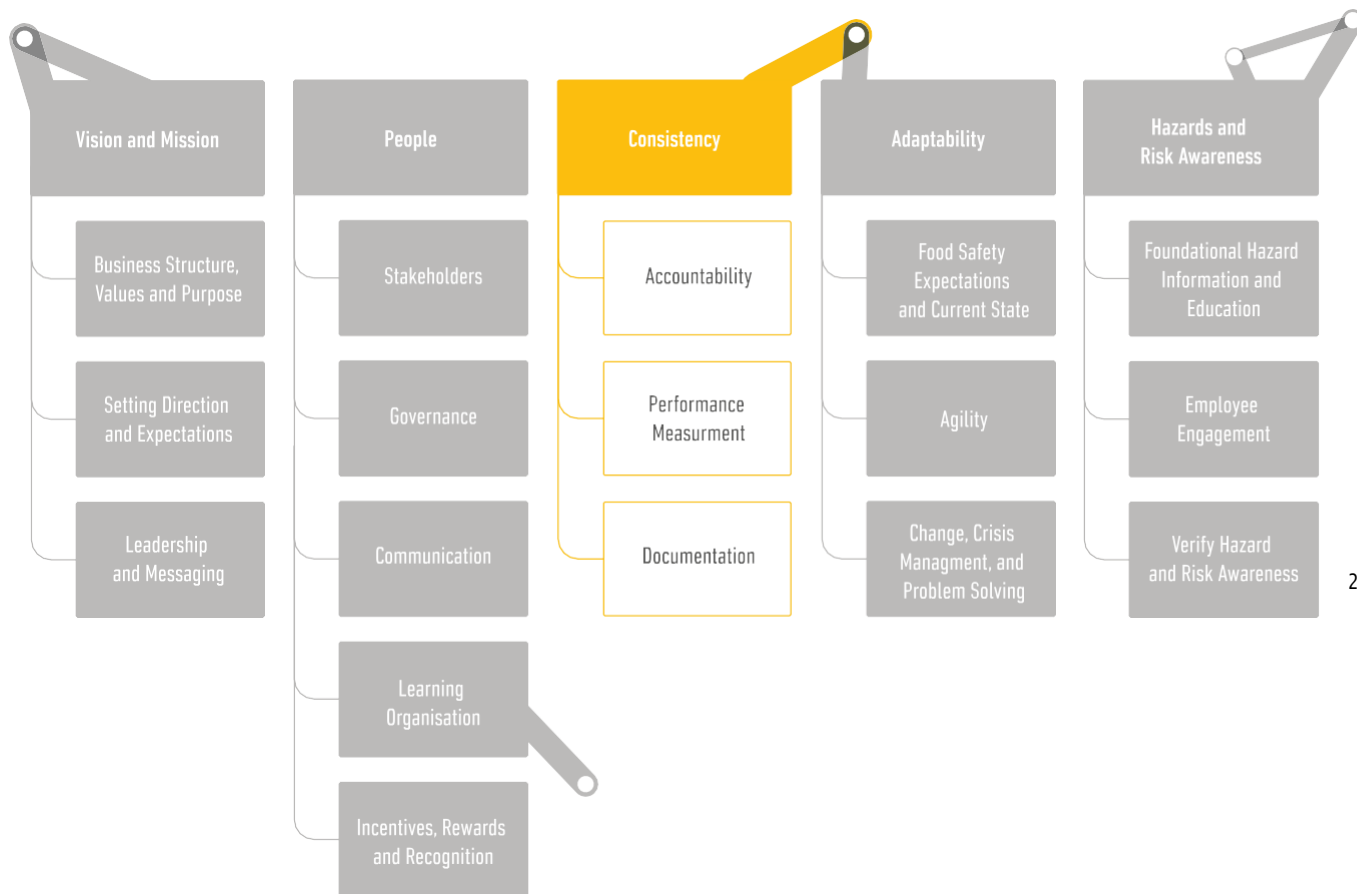 Vision and Mission
Business Structure,
Values and Purpose
Setting Direction
and Expectations
Leadership
and Messaging
People
Stakeholders
Governance
Communication
Learning
Organisation
Incentives, Rewards
and Recognition
Consistency
Accountability
Performance
Measurment
Documentation
Adaptability
Food Safety
Expectations
and Current State
Agility
Change, Crisis
Managment, and
Problem Solving
Hazards and
Risk Awareness
Foundational Hazard
Information and
Education
Employee
Engagement
Verify Hazard
and Risk Awareness
2